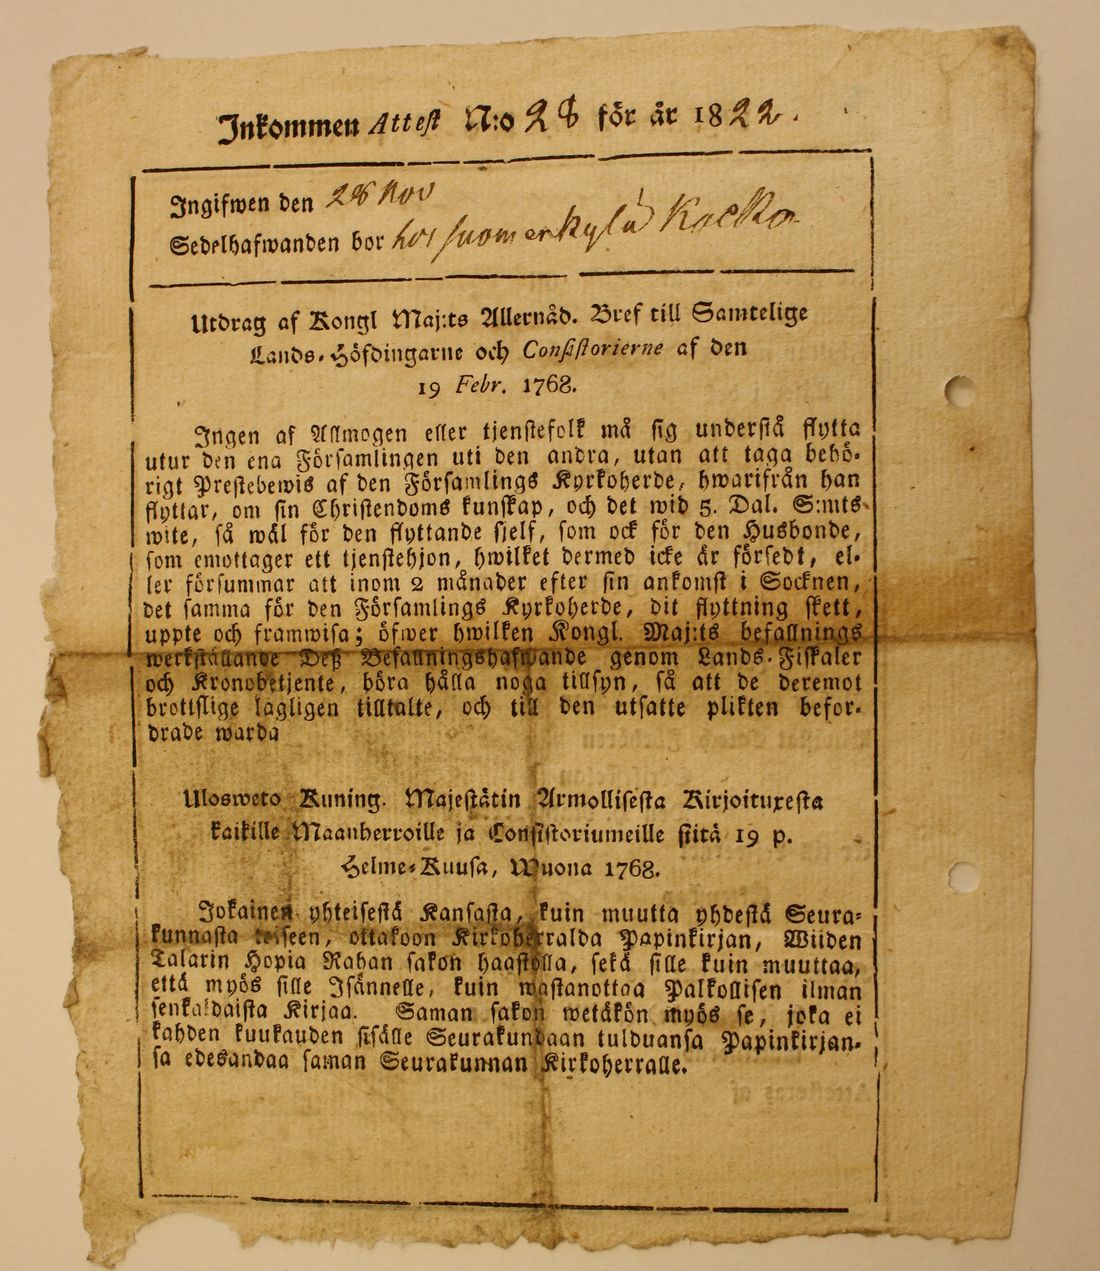 Inkommen Attest N:o 28 för år 1822.
Ingifwen den 28 Nov
Sedelhafwanden bor hos Suomenkylä
Utdrag af Kongl Maj:ts Allernåd. Bref till Samtelige
Lands-Höfdingarne och Consistorierne af den
19 Febr. 1768.
Ingen af Allmogen eller tjenstefolk må sig understå flytta
utur den ena Församlingen uti den andra, utan att taga behö-
rigt Prestebewis af den Församlings Kyrkoherde, hwarifrån han
flyttar, om sin Christendoms kunskap, och det wid 5. Dal. S:mts
wite, så wäl för den flyttande sjelf, som ock för den Husbonde,
som emottager ett tjenstehjon, hwilket dermed icke är försedt, el-
ler försummar att inom 2 månader efter sin ankomst i Socknen,
det samma för den Församlings Kyrkoherde, dit flyttning skett,
uppte och framwisa; öfwer hwilken Kongl. Maj:ts befallnings
werkställande Deß Befallningshafwande genom Lands-Fiskaler
och Kronobetjente, böra hålla noga tillsyn, så att de deremot
brottslige lagligen tilltalte, och till den utsatte plikten befor-
drade warda
Ulosweto Kuning. Majestätin Armollisesta Kirjoituxesta
kaikille Maanherroille ja Consistoriumeille siitä 19 p.
Helme-Kuusa, Wuona 1768.
Jokainen yhteisestä Kansasta, kuin muutta yhdestä Seura-
kunnasta toiseen, ottakoon Kirkoherralda Papinkirjan, Wiiden
Talarin Hopia Rahan sakon haastolla, sekä sille kuin muuttaa,
että myös sille Isännelle, kuin wastanottaa Palkollisen ilman
senkaldaista Kirjaa. Saman sakon wetäkön myös se, joka ei
kahden kuukauden sisälle Seurakundaan tulduansa Papinkirjan-
sa edesandaa saman Seurakunnan Kirkoherralle.